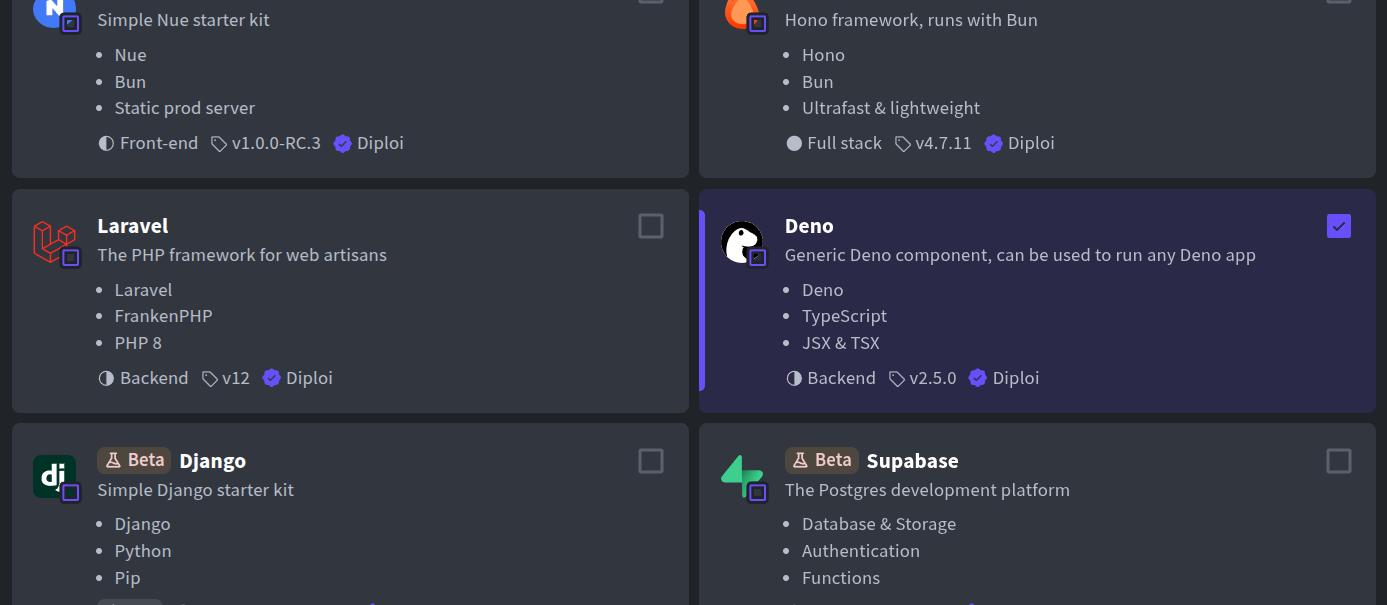 Simple Nue starter kit
• Nue
• Bun
• Static prod server
Front-end v1.0.0-RC.3 Diploi
Hono framework, runs with Bun
• Hono
• Bun
• Ultrafast & lightweight
Full stack v4.7.11 Diploi
Laravel
The PHP framework for web artisans
• Laravel
• FrankenPHP
• PHP 8
Backend v12 Diploi
Deno
Generic Deno component, can be used to run any Deno app
• Deno
• TypeScript
• JSX & TSX
Backend v2.5.0 Diploi
dj
Beta Django
Simple Django starter kit
• Django
• Python
• Pip
Beta Supabase
The Postgres development platform
• Database & Storage
• Authentication
• Functions